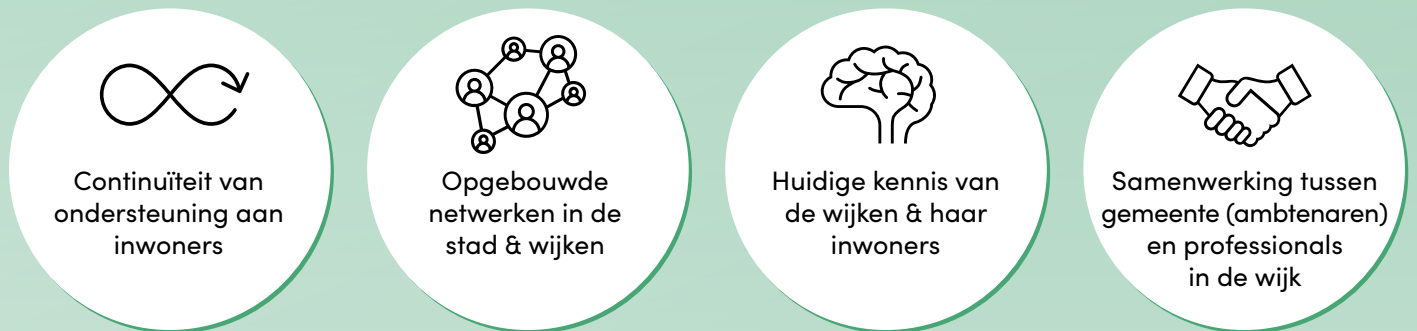 Continuïteit van
ondersteuning aan
inwoners
Opgebouwde
netwerken in de
stad & wijken
Huidige kennis van
de wijken & haar
inwoners
Samenwerking tussen
gemeente (ambtenaren)
en professionals
in de wijk